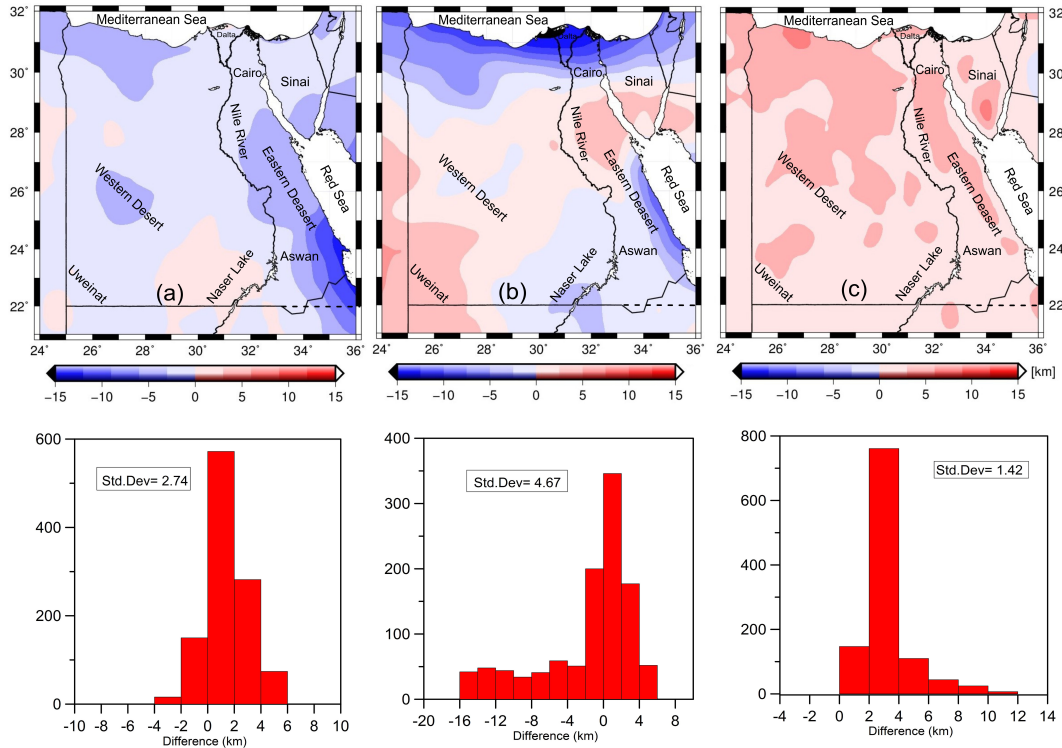 32˚
30˚
28˚
26˚
24˚
22˚
24˚ 26˚ 28˚ 30˚ 32˚ 34˚ 36˚
Mediterranean Sea
Dalta
Cairo
Sinai
Nile River
Eastern Deasert
Red Sea
Western Desert
Aswan
Naser Lake
Uweinat
(a)
−15 −10 −5 0 5 10 15
24˚ 26˚ 28˚ 30˚ 32˚ 34˚ 36˚
Mediterranean Sea
Dalta
Cairo
Sinai
Nile River
Eastern Deasert
Red Sea
Western Desert
Aswan
Naser Lake
Uweinat
(b)
−15 −10 −5 0 5 10 15
24˚ 26˚ 28˚ 30˚ 32˚ 34˚ 36˚
Mediterranean Sea
Dalta
Cairo
Sinai
Nile River
Eastern Deasert
Red Sea
Western Desert
Aswan
Naser Lake
Uweinat
(c)
32˚
30˚
28˚
26˚
24˚
22˚
−15 −10 −5 0 5 10 15
[km]
600
400
200
0
Std.Dev= 2.74
-10 -8 -6 -4 -2 0 2 4 6 8 10
Difference (km)
400
300
200
100
0
Std.Dev= 4.67
-20 -16 -12 -8 -4 0 4 8
Difference (km)
800
600
400
200
0
Std.Dev= 1.42
-4 -2 0 2 4 6 8 10 12 14
Difference (km)